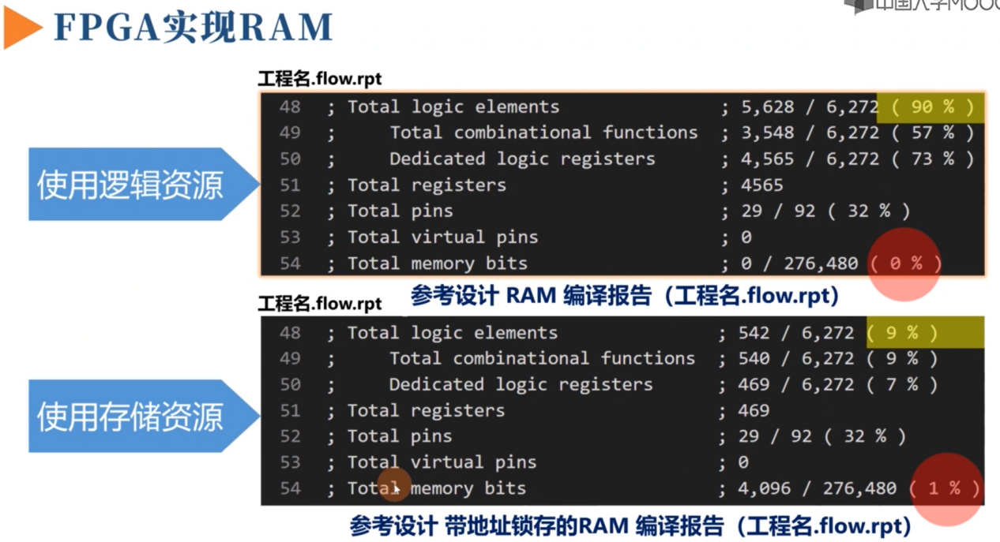 中国大学MOOC
FPGA实现RAM
工程名.flow.rpt
使用逻辑资源
48 ; Total logic elements ; 5,628 / 6,272 ( 90 % )
49 ; Total combinational functions ; 3,548 / 6,272 ( 57 % )
50 ; Dedicated logic registers ; 4,565 / 6,272 ( 73 % )
51 ; Total registers ; 4565
52 ; Total pins ; 29 / 92 ( 32 % )
53 ; Total virtual pins ; 0
54 ; Total memory bits ; 0 / 276,480 ( 0 % )
参考设计 RAM 编译报告（工程名.flow.rpt）
工程名.flow.rpt
使用存储资源
48 ; Total logic elements ; 542 / 6,272 ( 9 % )
49 ; Total combinational functions ; 540 / 6,272 ( 9 % )
50 ; Dedicated logic registers ; 469 / 6,272 ( 7 % )
51 ; Total registers ; 469
52 ; Total pins ; 29 / 92 ( 32 % )
53 ; Total virtual pins ; 0
54 ; Total memory bits ; 4,096 / 276,480 ( 1 % )
参考设计 带地址锁存的RAM 编译报告（工程名.flow.rpt）